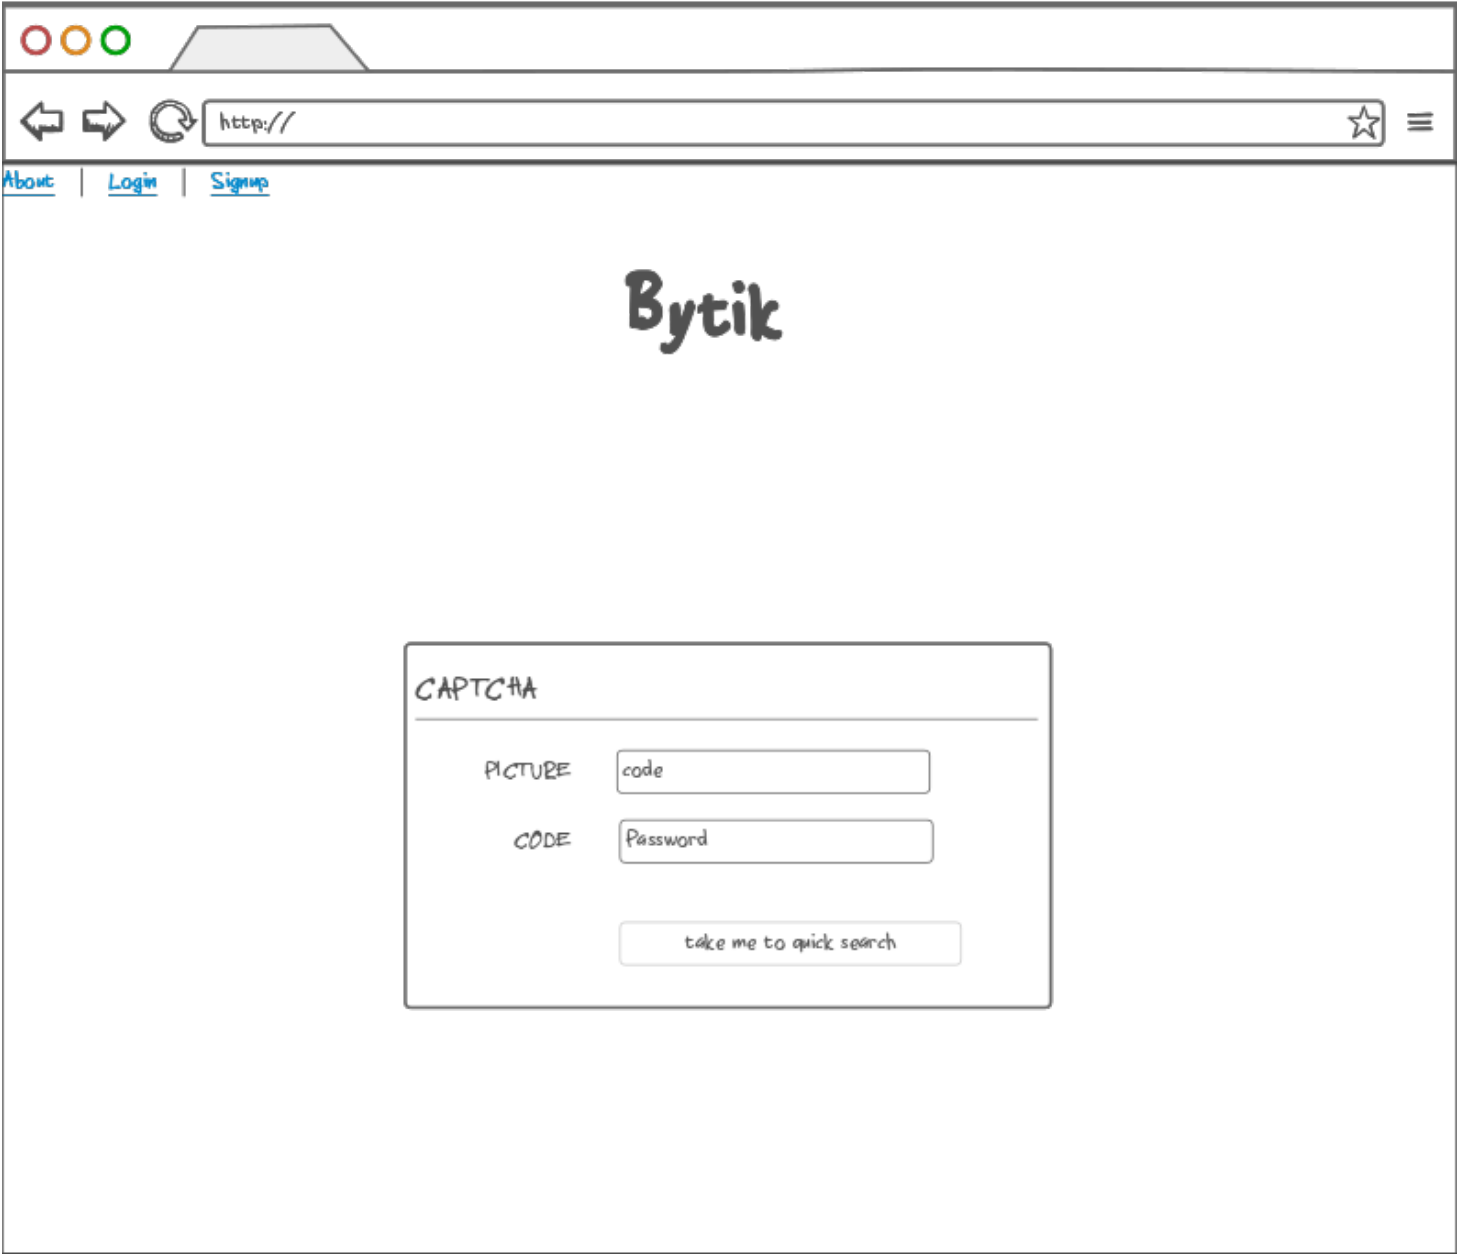 http://
About | Login | Signup
Bytik
CAPTCHA
PICTURE code
CODE Password
take me to quick search